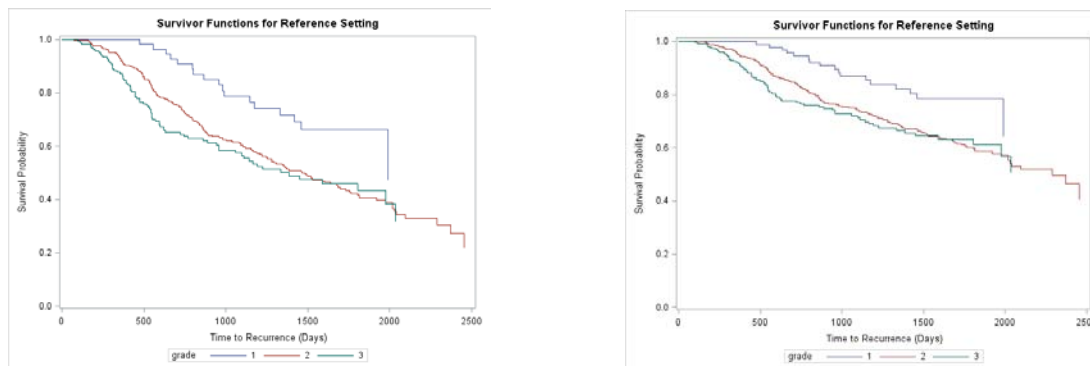 Survivor Functions for Reference Setting
1.0
0.8
0.6
0.4
0.2
0.0
Survival Probability
0 500 1000 1500 2000 2500
Time to Recurrence (Days)
grade 1 2 3
Survivor Functions for Reference Setting
1.0
0.8
0.6
0.4
0.2
0.0
Survival Probability
0 500 1000 1500 2000 250
Time to Recurrence (Days)
grade 1 2 3